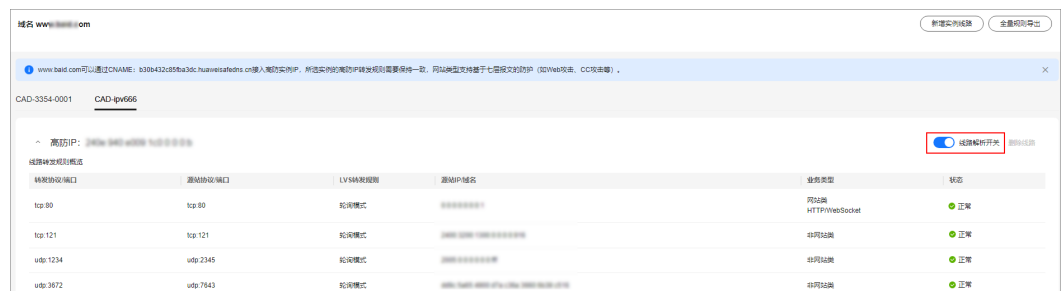 域名 www om
新增实例线路 全量规则导出
www.baid.com可以通过CNAME：b30b432c85fba3dc.huaweisafedns.cn接入高防实例IP，所选实例的高防IP转发规则需要保持一致，网站类型支持基于七层报文的防护（如Web攻击、CC攻击等）。
CAD-3354-0001 CAD-ipv666
高防IP：
线路解析开关 删除线路
线路转发规则概览
转发协议/端口 源站协议/端口 LVS转发规则 源站IP/域名 业务类型 状态
tcp:80 tcp:80 轮询模式 网站类 HTTP/WebSocket 正常
tcp:121 tcp:121 轮询模式 非网站类 正常
udp:1234 udp:2345 轮询模式 非网站类 正常
udp:3672 udp:7643 轮询模式 非网站类 正常